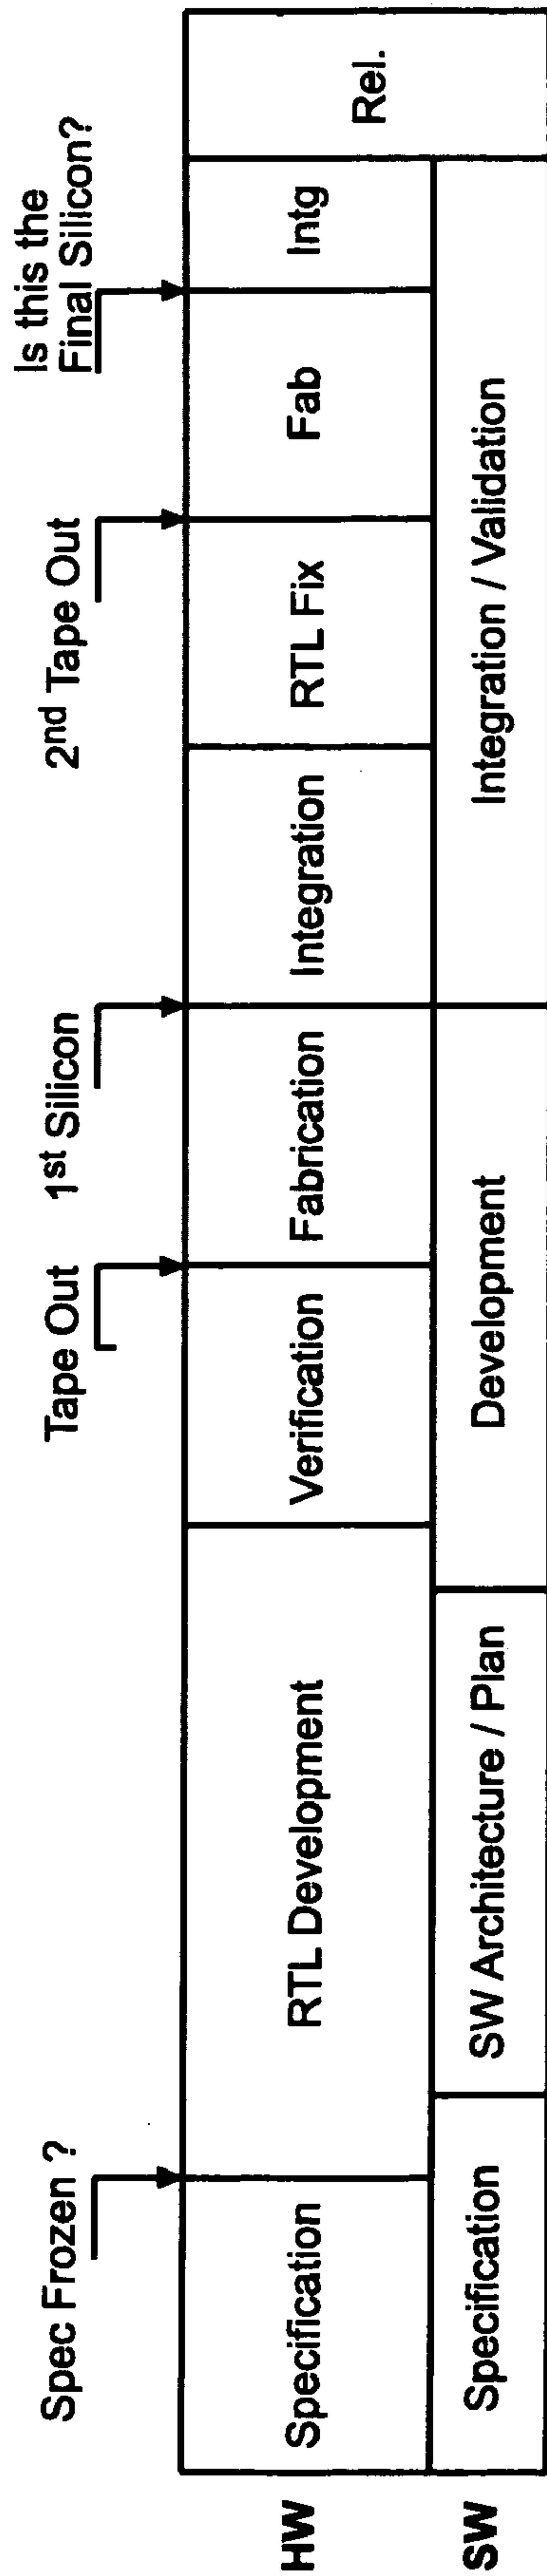 Spec Frozen ?
Tape Out
1st Silicon
2nd Tape Out
Is this the
Final Silicon?
HW
Specification
RTL Development
Verification
Fabrication
Integration
RTL Fix
Fab
Intg
Rel.
SW
Specification
SW Architecture / Plan
Development
Integration / Validation